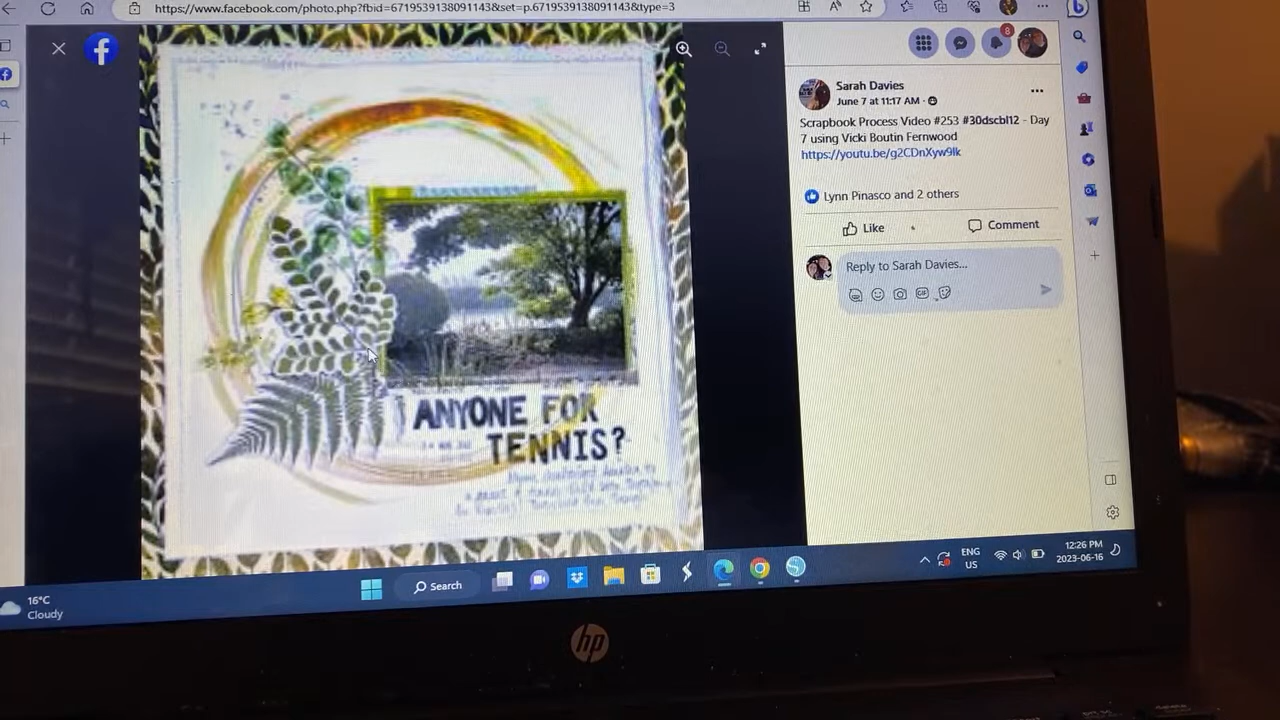 https://www.facebook.com/photo.php?fbid=6719539138091143&set=p.6719539138091143&type=3
8
Sarah Davies
June 7 at 11:17 AM
Scrapbook Process Video #253 #30dscbl12 - Day
7 using Vicki Boutin Fernwood
https://youtu.be/g2CDnXyw9lk
Lynn Pinasco and 2 others
Like
Comment
Reply to Sarah Davies...
GIF
ANYONE FOR
TENNIS?
16°C
Cloudy
Search
ENG
US
12:26 PM
2023-06-16
hp